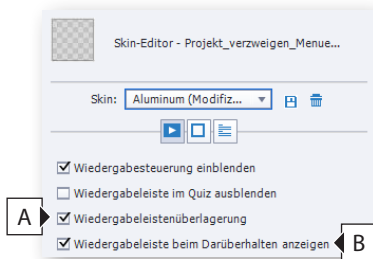 Skin-Editor - Projekt_verzweigen_Menue...
Skin: Aluminum (Modifiz...
Wiedergabesteuerung einblenden
Wiedergabeleiste im Quiz ausblenden
A Wiedergabeleistenüberlagerung
Wiedergabeleiste beim Darüberhalten anzeigen B